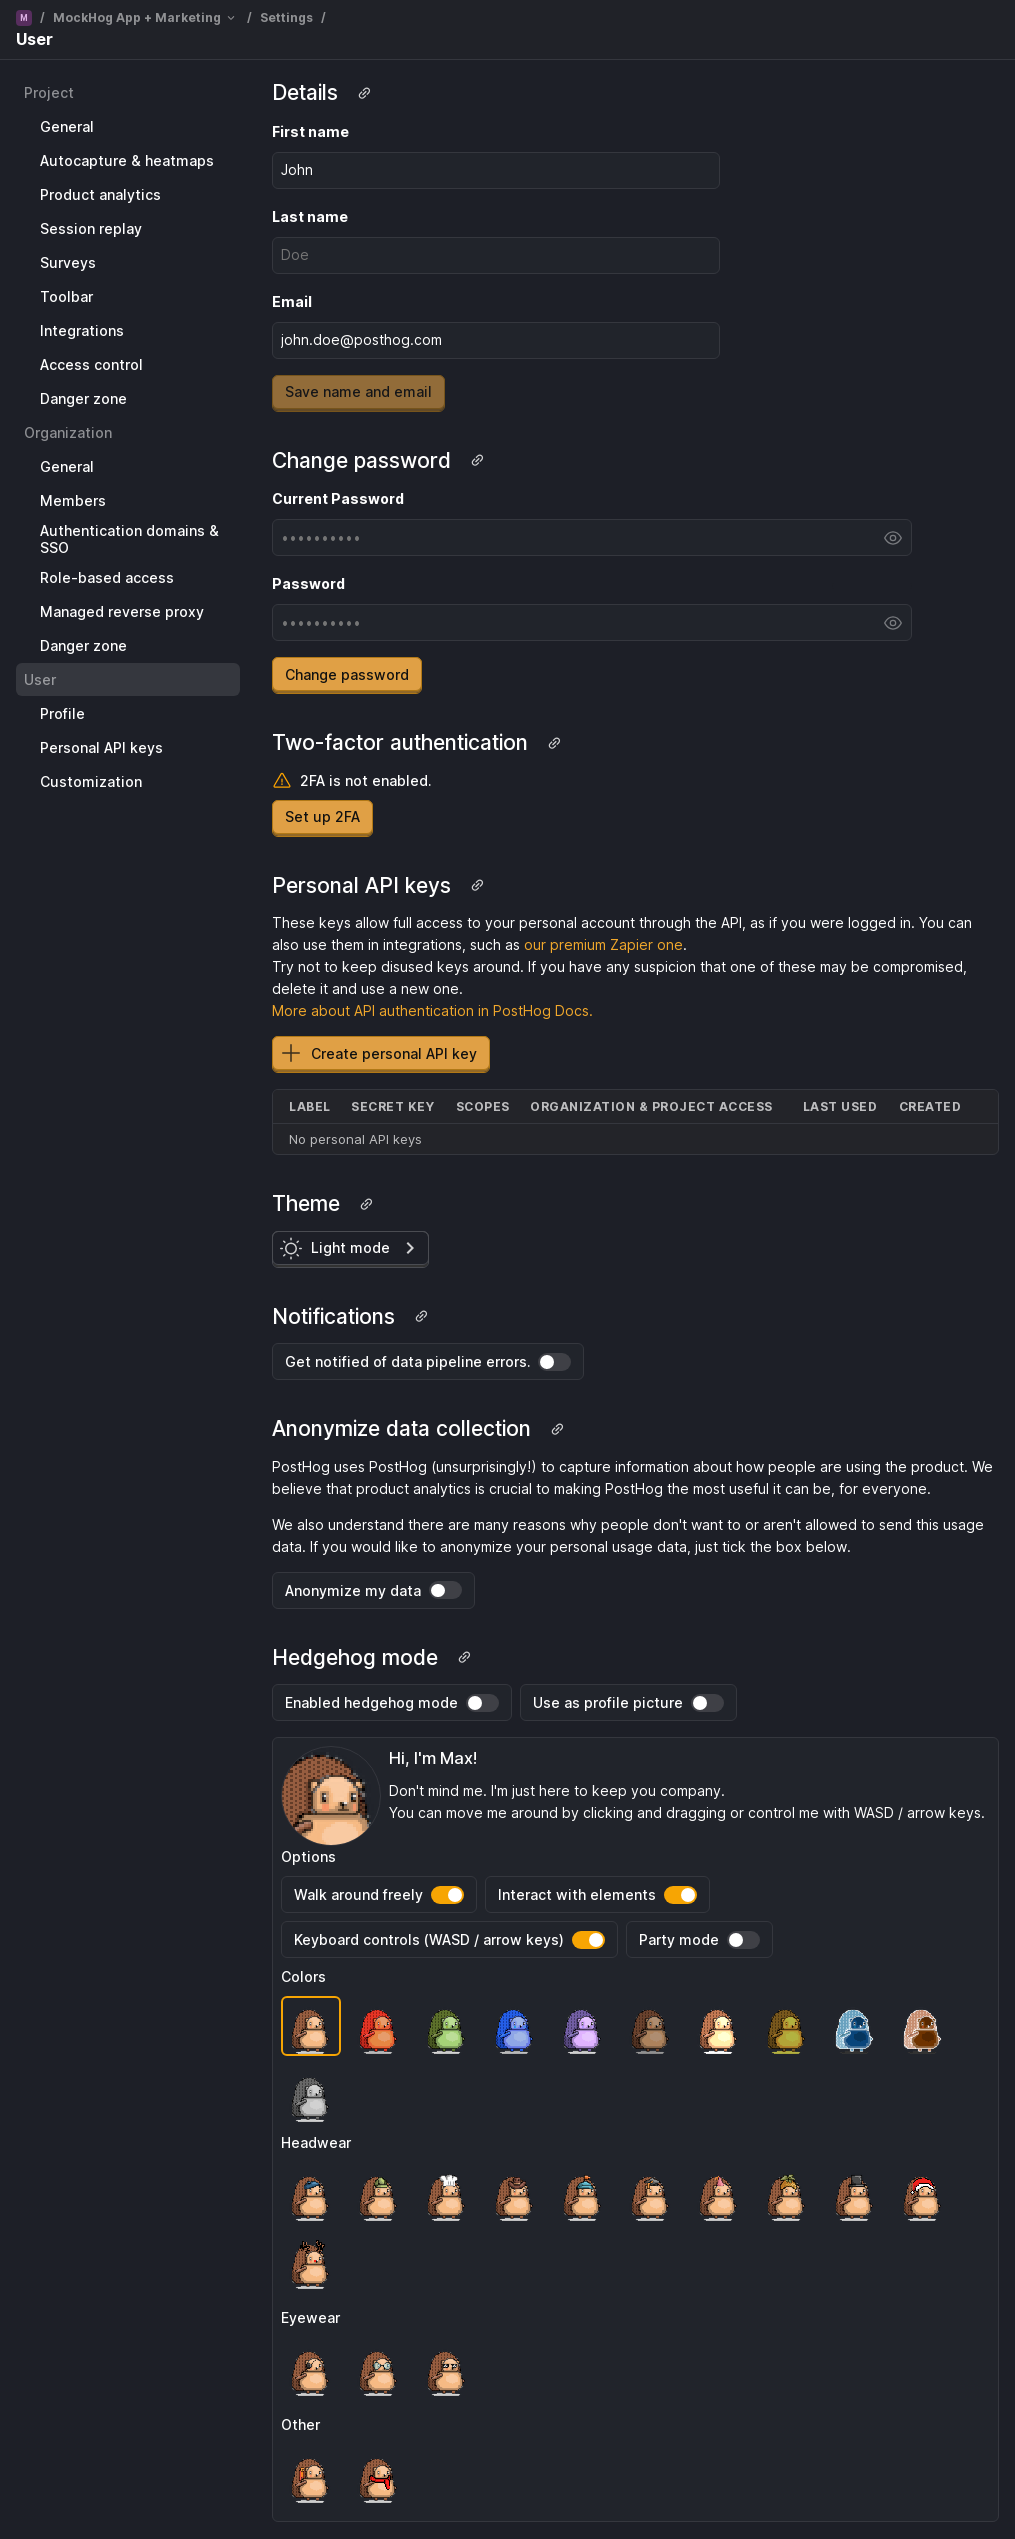 M / MockHog App + Marketing / Settings /
User
Project
General
Autocapture & heatmaps
Product analytics
Session replay
Surveys
Toolbar
Integrations
Access control
Danger zone
Organization
General
Members
Authentication domains &
SSO
Role-based access
Managed reverse proxy
Danger zone
User
Profile
Personal API keys
Customization
Details
First name
John
Last name
Doe
Email
john.doe@posthog.com
Save name and email
Change password
Current Password
••••••••••
Password
••••••••••
Change password
Two-factor authentication
2FA is not enabled.
Set up 2FA
Personal API keys
These keys allow full access to your personal account through the API, as if you were logged in. You can
also use them in integrations, such as our premium Zapier one.
Try not to keep disused keys around. If you have any suspicion that one of these may be compromised,
delete it and use a new one.
More about API authentication in PostHog Docs.
Create personal API key
LABEL SECRET KEY SCOPES ORGANIZATION & PROJECT ACCESS LAST USED CREATED
No personal API keys
Theme
Light mode
Notifications
Get notified of data pipeline errors.
Anonymize data collection
PostHog uses PostHog (unsurprisingly!) to capture information about how people are using the product. We
believe that product analytics is crucial to making PostHog the most useful it can be, for everyone.
We also understand there are many reasons why people don't want to or aren't allowed to send this usage
data. If you would like to anonymize your personal usage data, just tick the box below.
Anonymize my data
Hedgehog mode
Enabled hedgehog mode Use as profile picture
Hi, I'm Max!
Don't mind me. I'm just here to keep you company.
You can move me around by clicking and dragging or control me with WASD / arrow keys.
Options
Walk around freely Interact with elements
Keyboard controls (WASD / arrow keys) Party mode
Colors
Headwear
Eyewear
Other